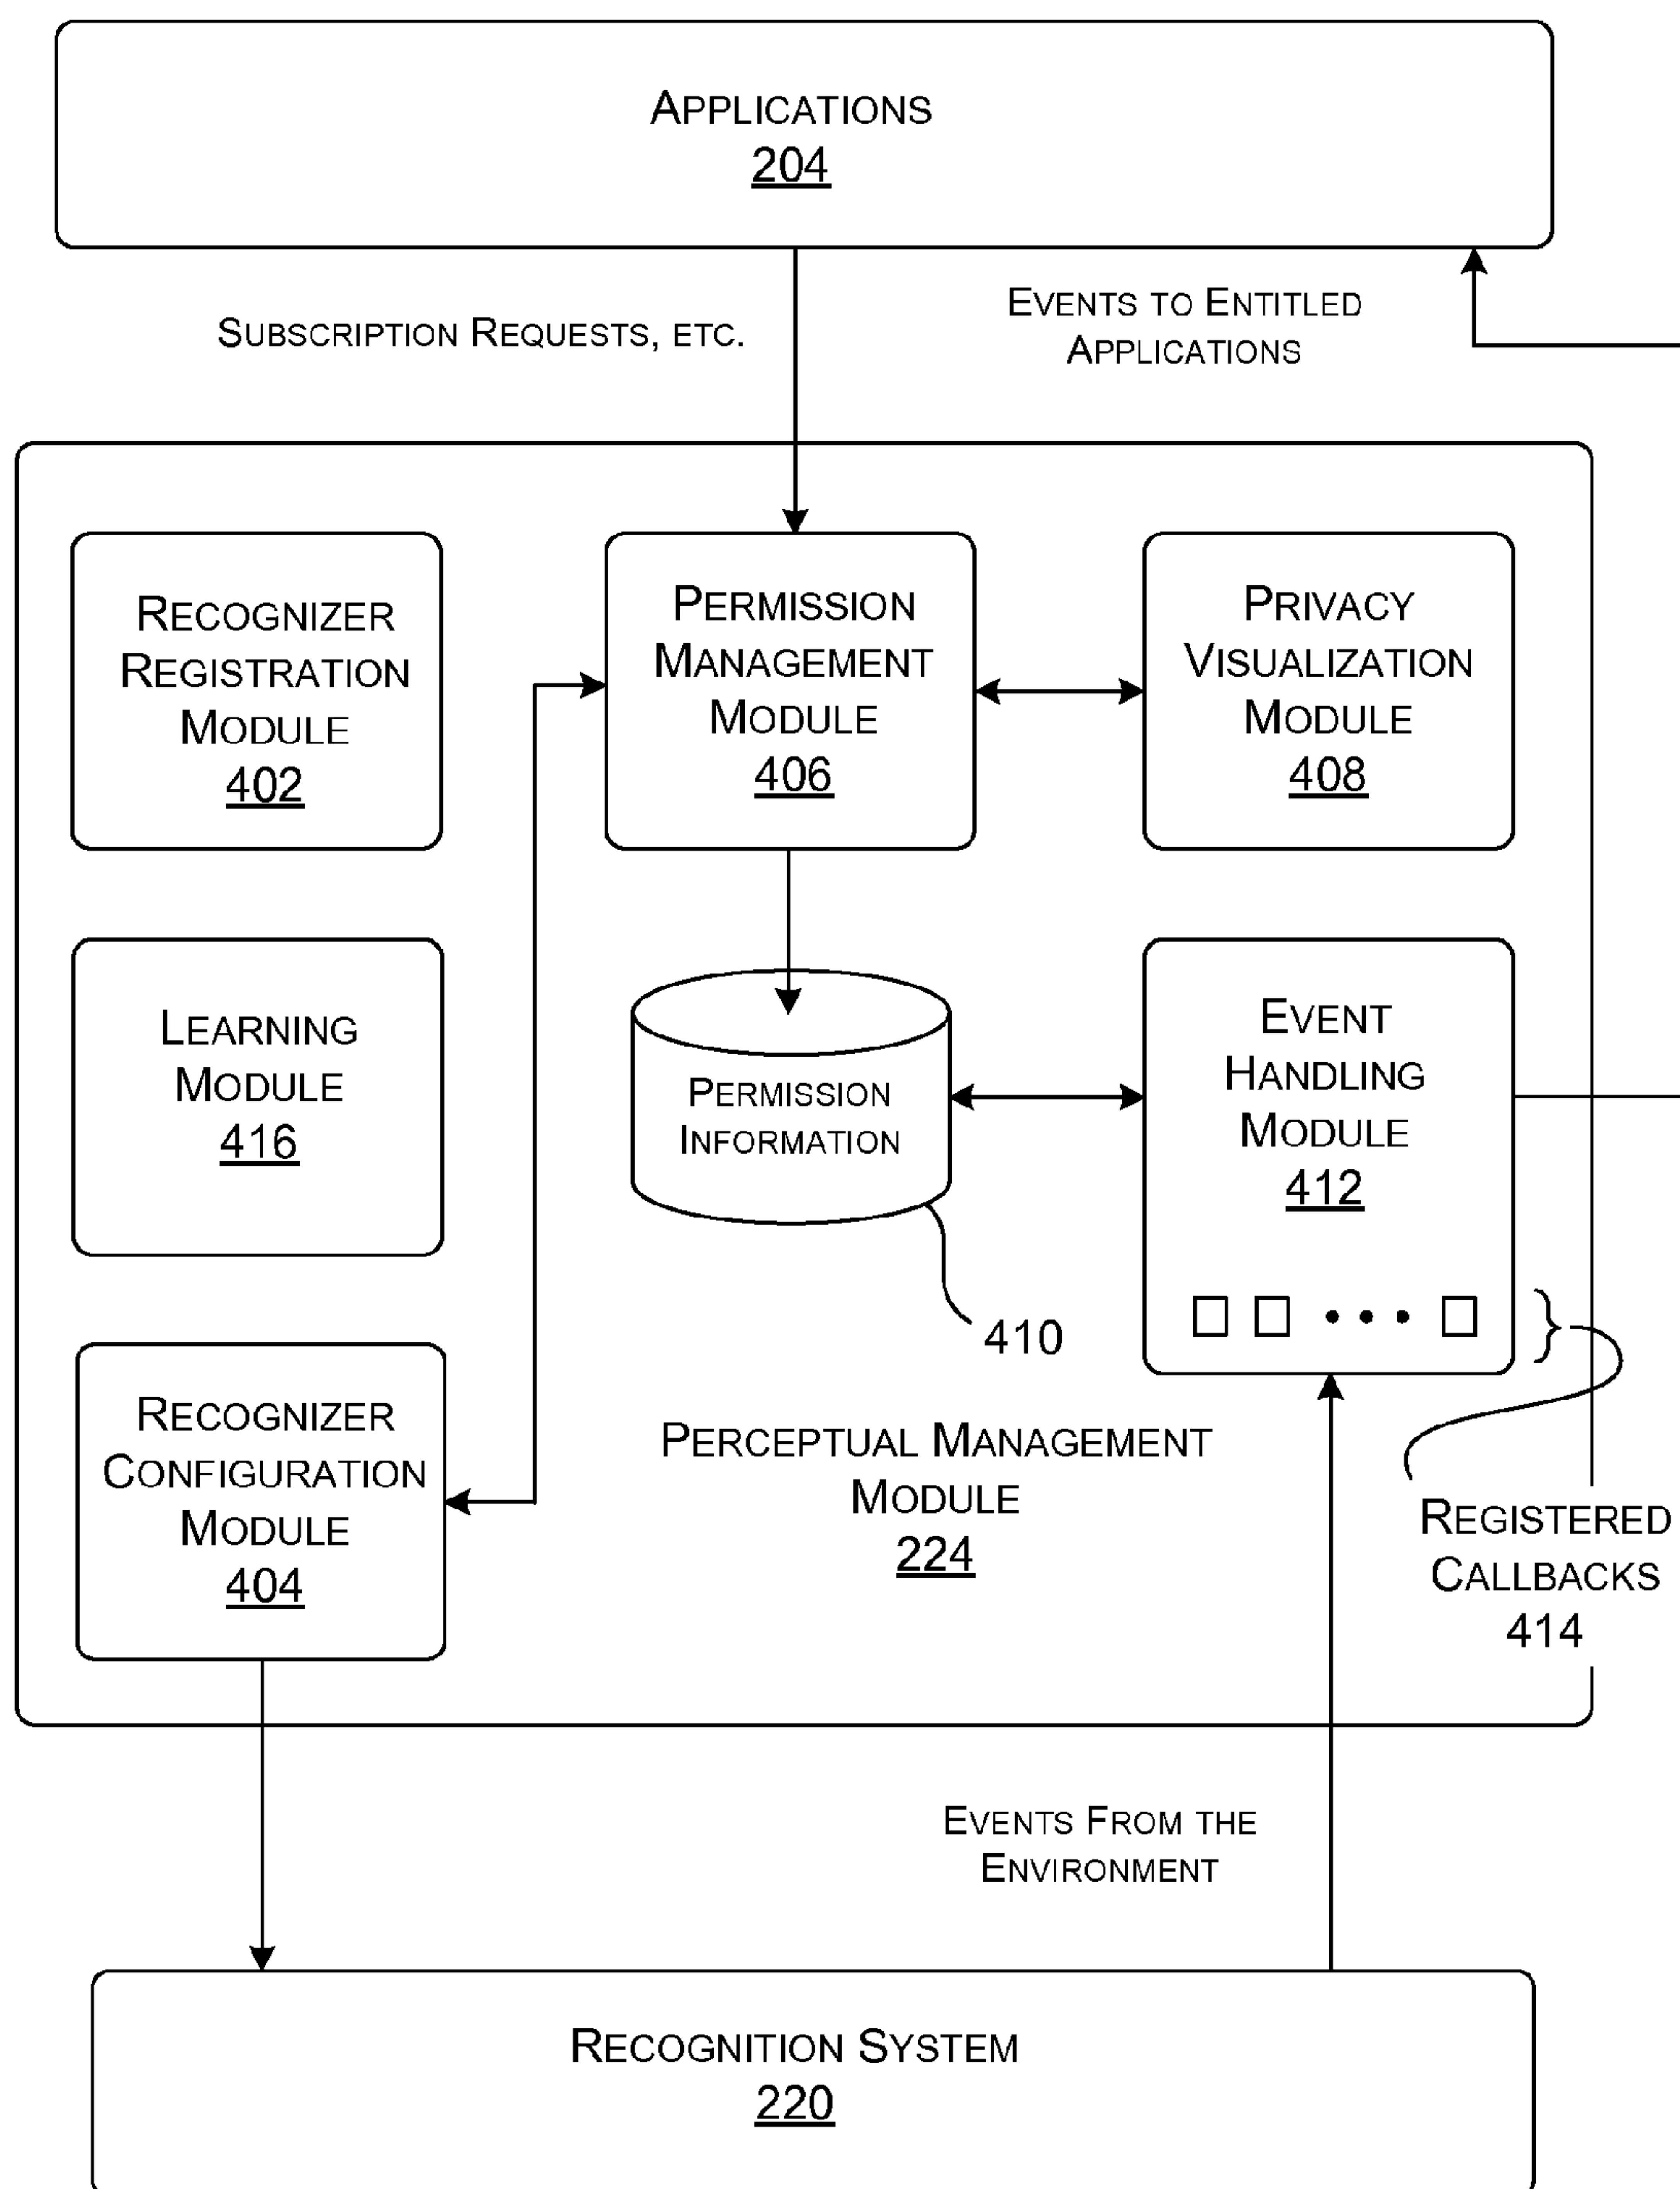 APPLICATIONS
204
SUBSCRIPTION REQUESTS, ETC.
EVENTS TO ENTITLED
APPLICATIONS
RECOGNIZER
REGISTRATION
MODULE
402
PERMISSION
MANAGEMENT
MODULE
406
PRIVACY
VISUALIZATION
MODULE
408
LEARNING
MODULE
416
PERMISSION
INFORMATION
410
EVENT
HANDLING
MODULE
412
RECOGNIZER
CONFIGURATION
MODULE
404
PERCEPTUAL MANAGEMENT
MODULE
224
REGISTERED
CALLBACKS
414
EVENTS FROM THE
ENVIRONMENT
RECOGNITION SYSTEM
220